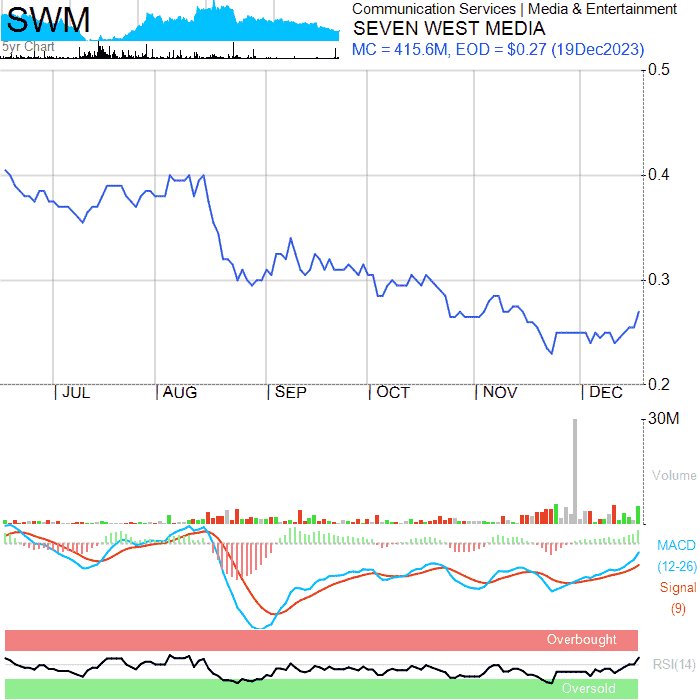 SWM
5yr Chart
Communication Services | Media & Entertainment
SEVEN WEST MEDIA
MC = 415.6M, EOD = $0.27 (19Dec2023)
0.5
0.4
0.3
0.2
| JUL | AUG | SEP | OCT | NOV | DEC
30M
Volume
MACD
(12-26)
Signal
(9)
Overbought
RSI(14)
Oversold